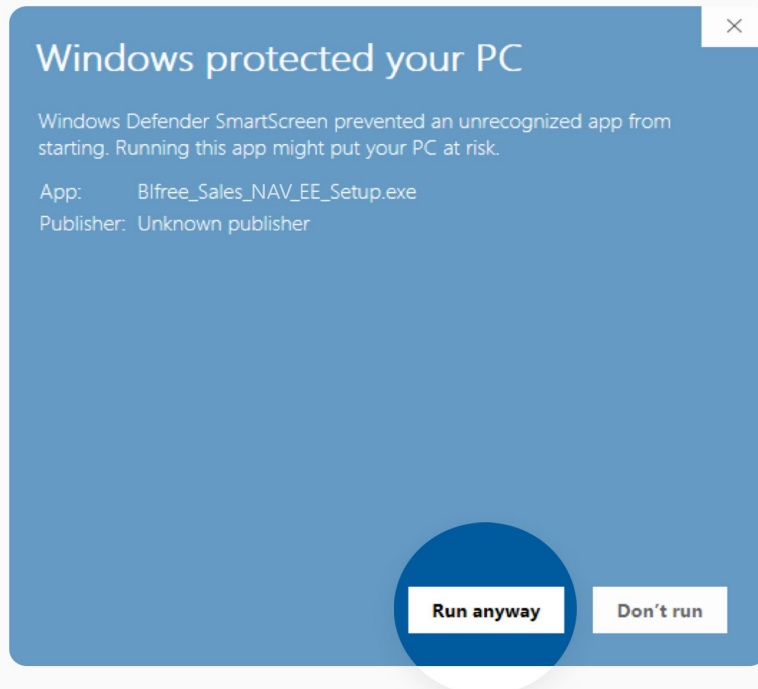 Windows protected your PC
Windows Defender SmartScreen prevented an unrecognized app from
starting. Running this app might put your PC at risk.
App: BIfree_Sales_NAV_EE_Setup.exe
Publisher: Unknown publisher
Run anyway Don't run